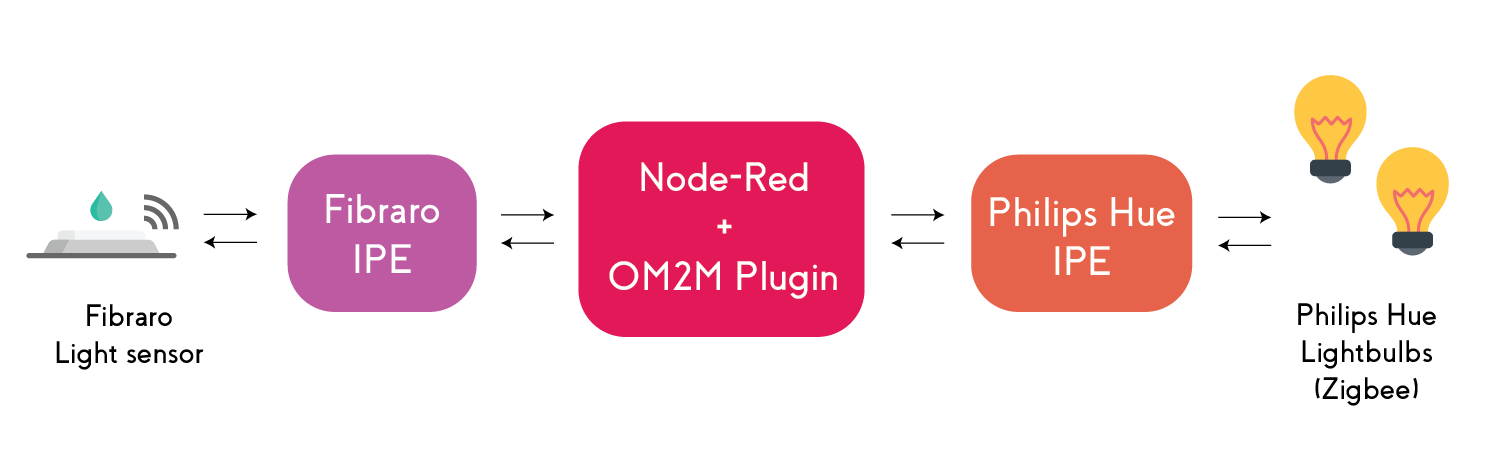 Fibraro
Light sensor
Fibraro
IPE
Node-Red
+
OM2M Plugin
Philips Hue
IPE
Philips Hue
Lightbulbs
(Zigbee)